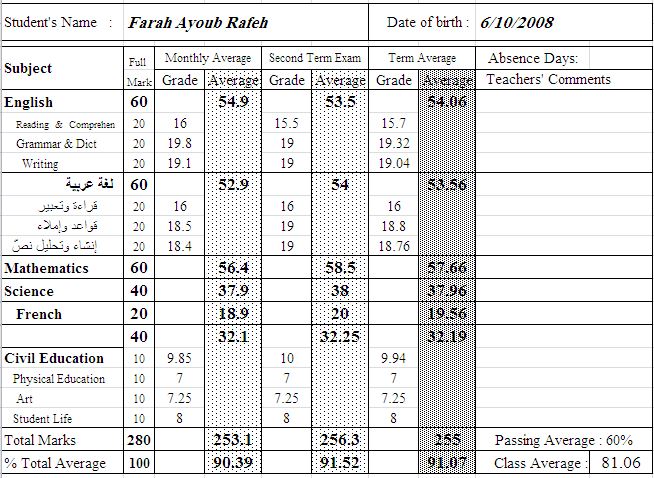 Student's Name : Farah Ayoub Rafeh Date of birth : 6/10/2008
Subject Full Mark Monthly Average Second Term Exam Term Average Absence Days:
Grade Average Grade Average Grade Average Teachers' Comments
English 60 54.9 53.5 54.06
Reading & Comprehen 20 16 15.5 15.7
Grammar & Dict 20 19.8 19 19.32
Writing 20 19.1 19 19.04
لغة عربية 60 52.9 54 53.56
قراءة وتعبير 20 16 16 16
قواعد وإملاء 20 18.5 19 18.8
إنشاء وتحليل نصّ 20 18.4 19 18.76
Mathematics 60 56.4 58.5 57.66
Science 40 37.9 38 37.96
French 20 18.9 20 19.56
40 32.1 32.25 32.19
Civil Education 10 9.85 10 9.94
Physical Education 10 7 7 7
Art 10 7.25 7.25 7.25
Student Life 10 8 8 8
Total Marks 280 253.1 256.3 255 Passing Average : 60%
% Total Average 100 90.39 91.52 91.07 Class Average : 81.06